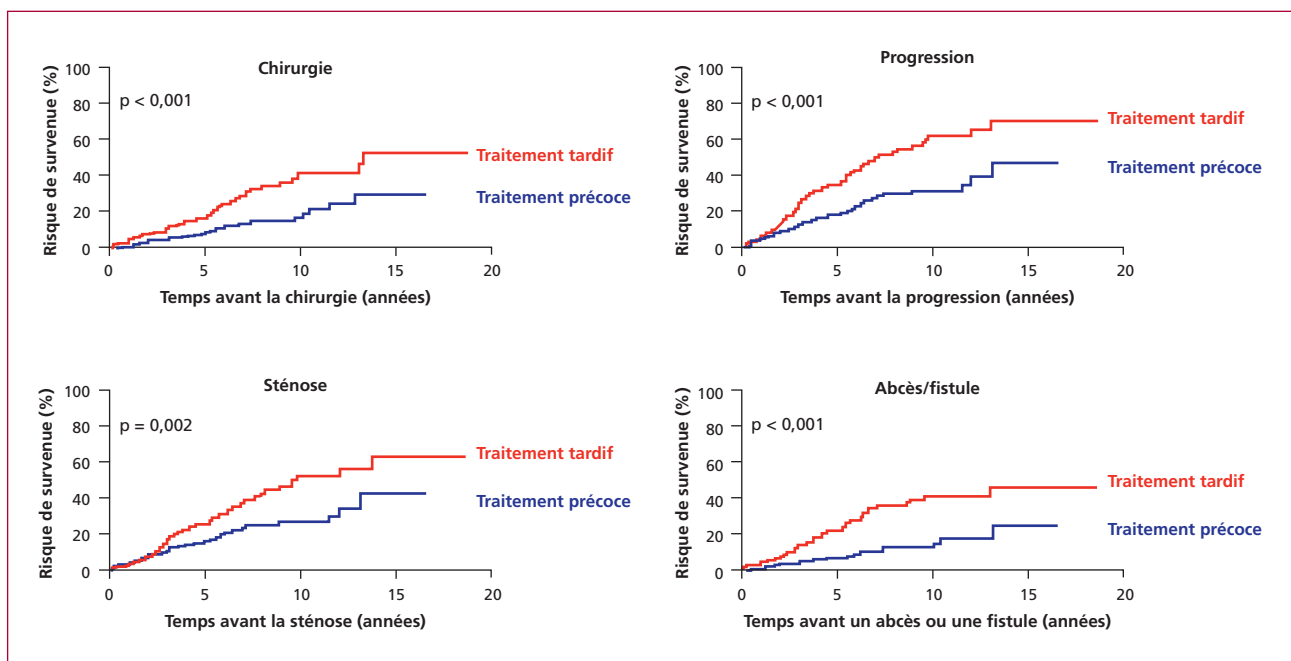 Chirurgie
Risque de survenue (%)
100
80
60
40
20
0
p < 0,001
Traitement tardif
Traitement précoce
0 5 10 15 20
Temps avant la chirurgie (années)
Progression
Risque de survenue (%)
100
80
60
40
20
0
p < 0,001
Traitement tardif
Traitement précoce
0 5 10 15 20
Temps avant la progression (années)
Sténose
Risque de survenue (%)
100
80
60
40
20
0
p = 0,002
Traitement tardif
Traitement précoce
0 5 10 15 20
Temps avant la sténose (années)
Abcès/fistule
Risque de survenue (%)
100
80
60
40
20
0
p < 0,001
Traitement tardif
Traitement précoce
0 5 10 15 20
Temps avant un abcès ou une fistule (années)